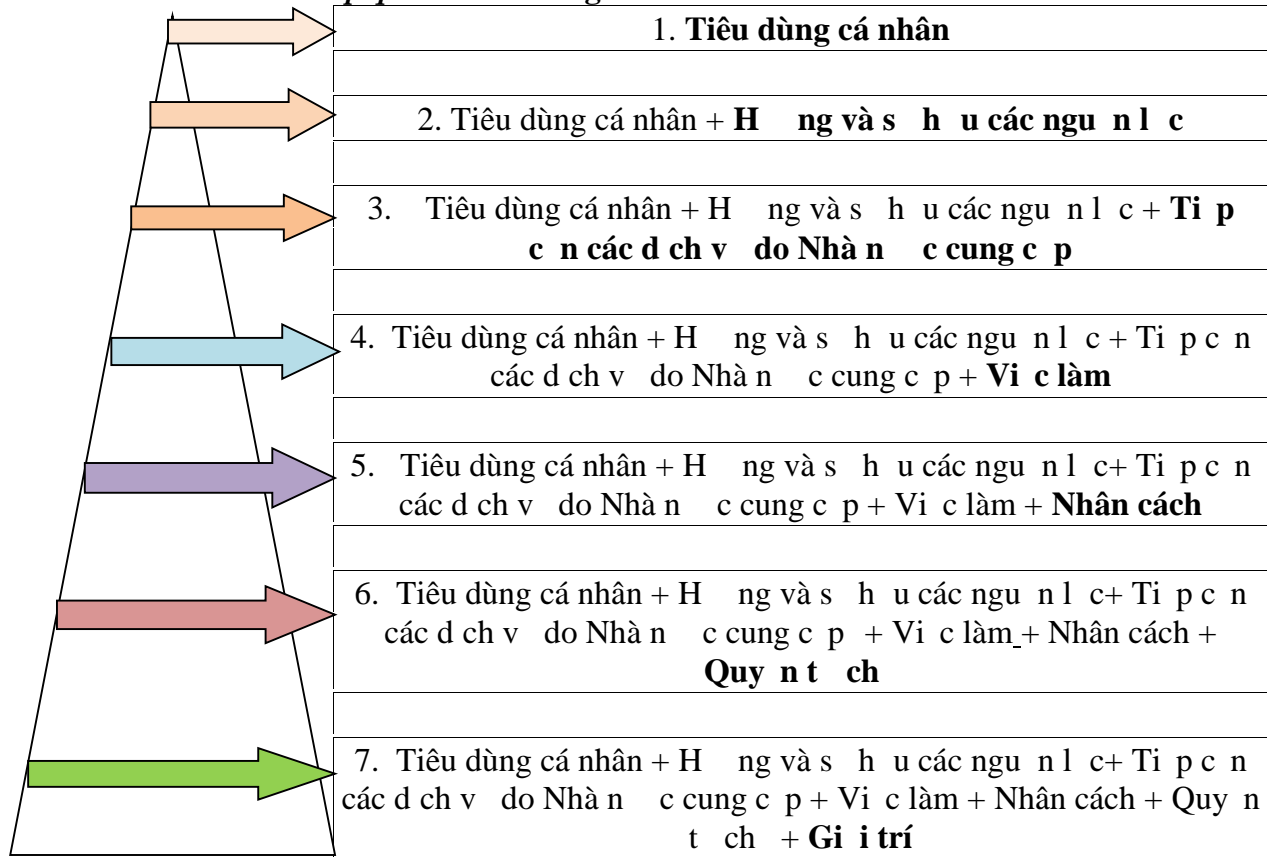 1. Tiêu dùng cá nhân
2. Tiêu dùng cá nhân + H ng và s h u các ngu n l c
3. Tiêu dùng cá nhân + H ng và s h u các ngu n l c + Ti p
c n các d ch v do Nhà n c cung c p
4. Tiêu dùng cá nhân + H ng và s h u các ngu n l c + Ti p c n
các d ch v do Nhà n c cung c p + Vi c làm
5. Tiêu dùng cá nhân + H ng và s h u các ngu n l c+ Ti p c n
các d ch v do Nhà n c cung c p + Vi c làm + Nhân cách
6. Tiêu dùng cá nhân + H ng và s h u các ngu n l c+ Ti p c n
các d ch v do Nhà n c cung c p + Vi c làm + Nhân cách +
Quy n t ch
7. Tiêu dùng cá nhân + H ng và s h u các ngu n l c+ Ti p c n
các d ch v do Nhà n c cung c p + Vi c làm + Nhân cách + Quy n
t ch + Gi i trí